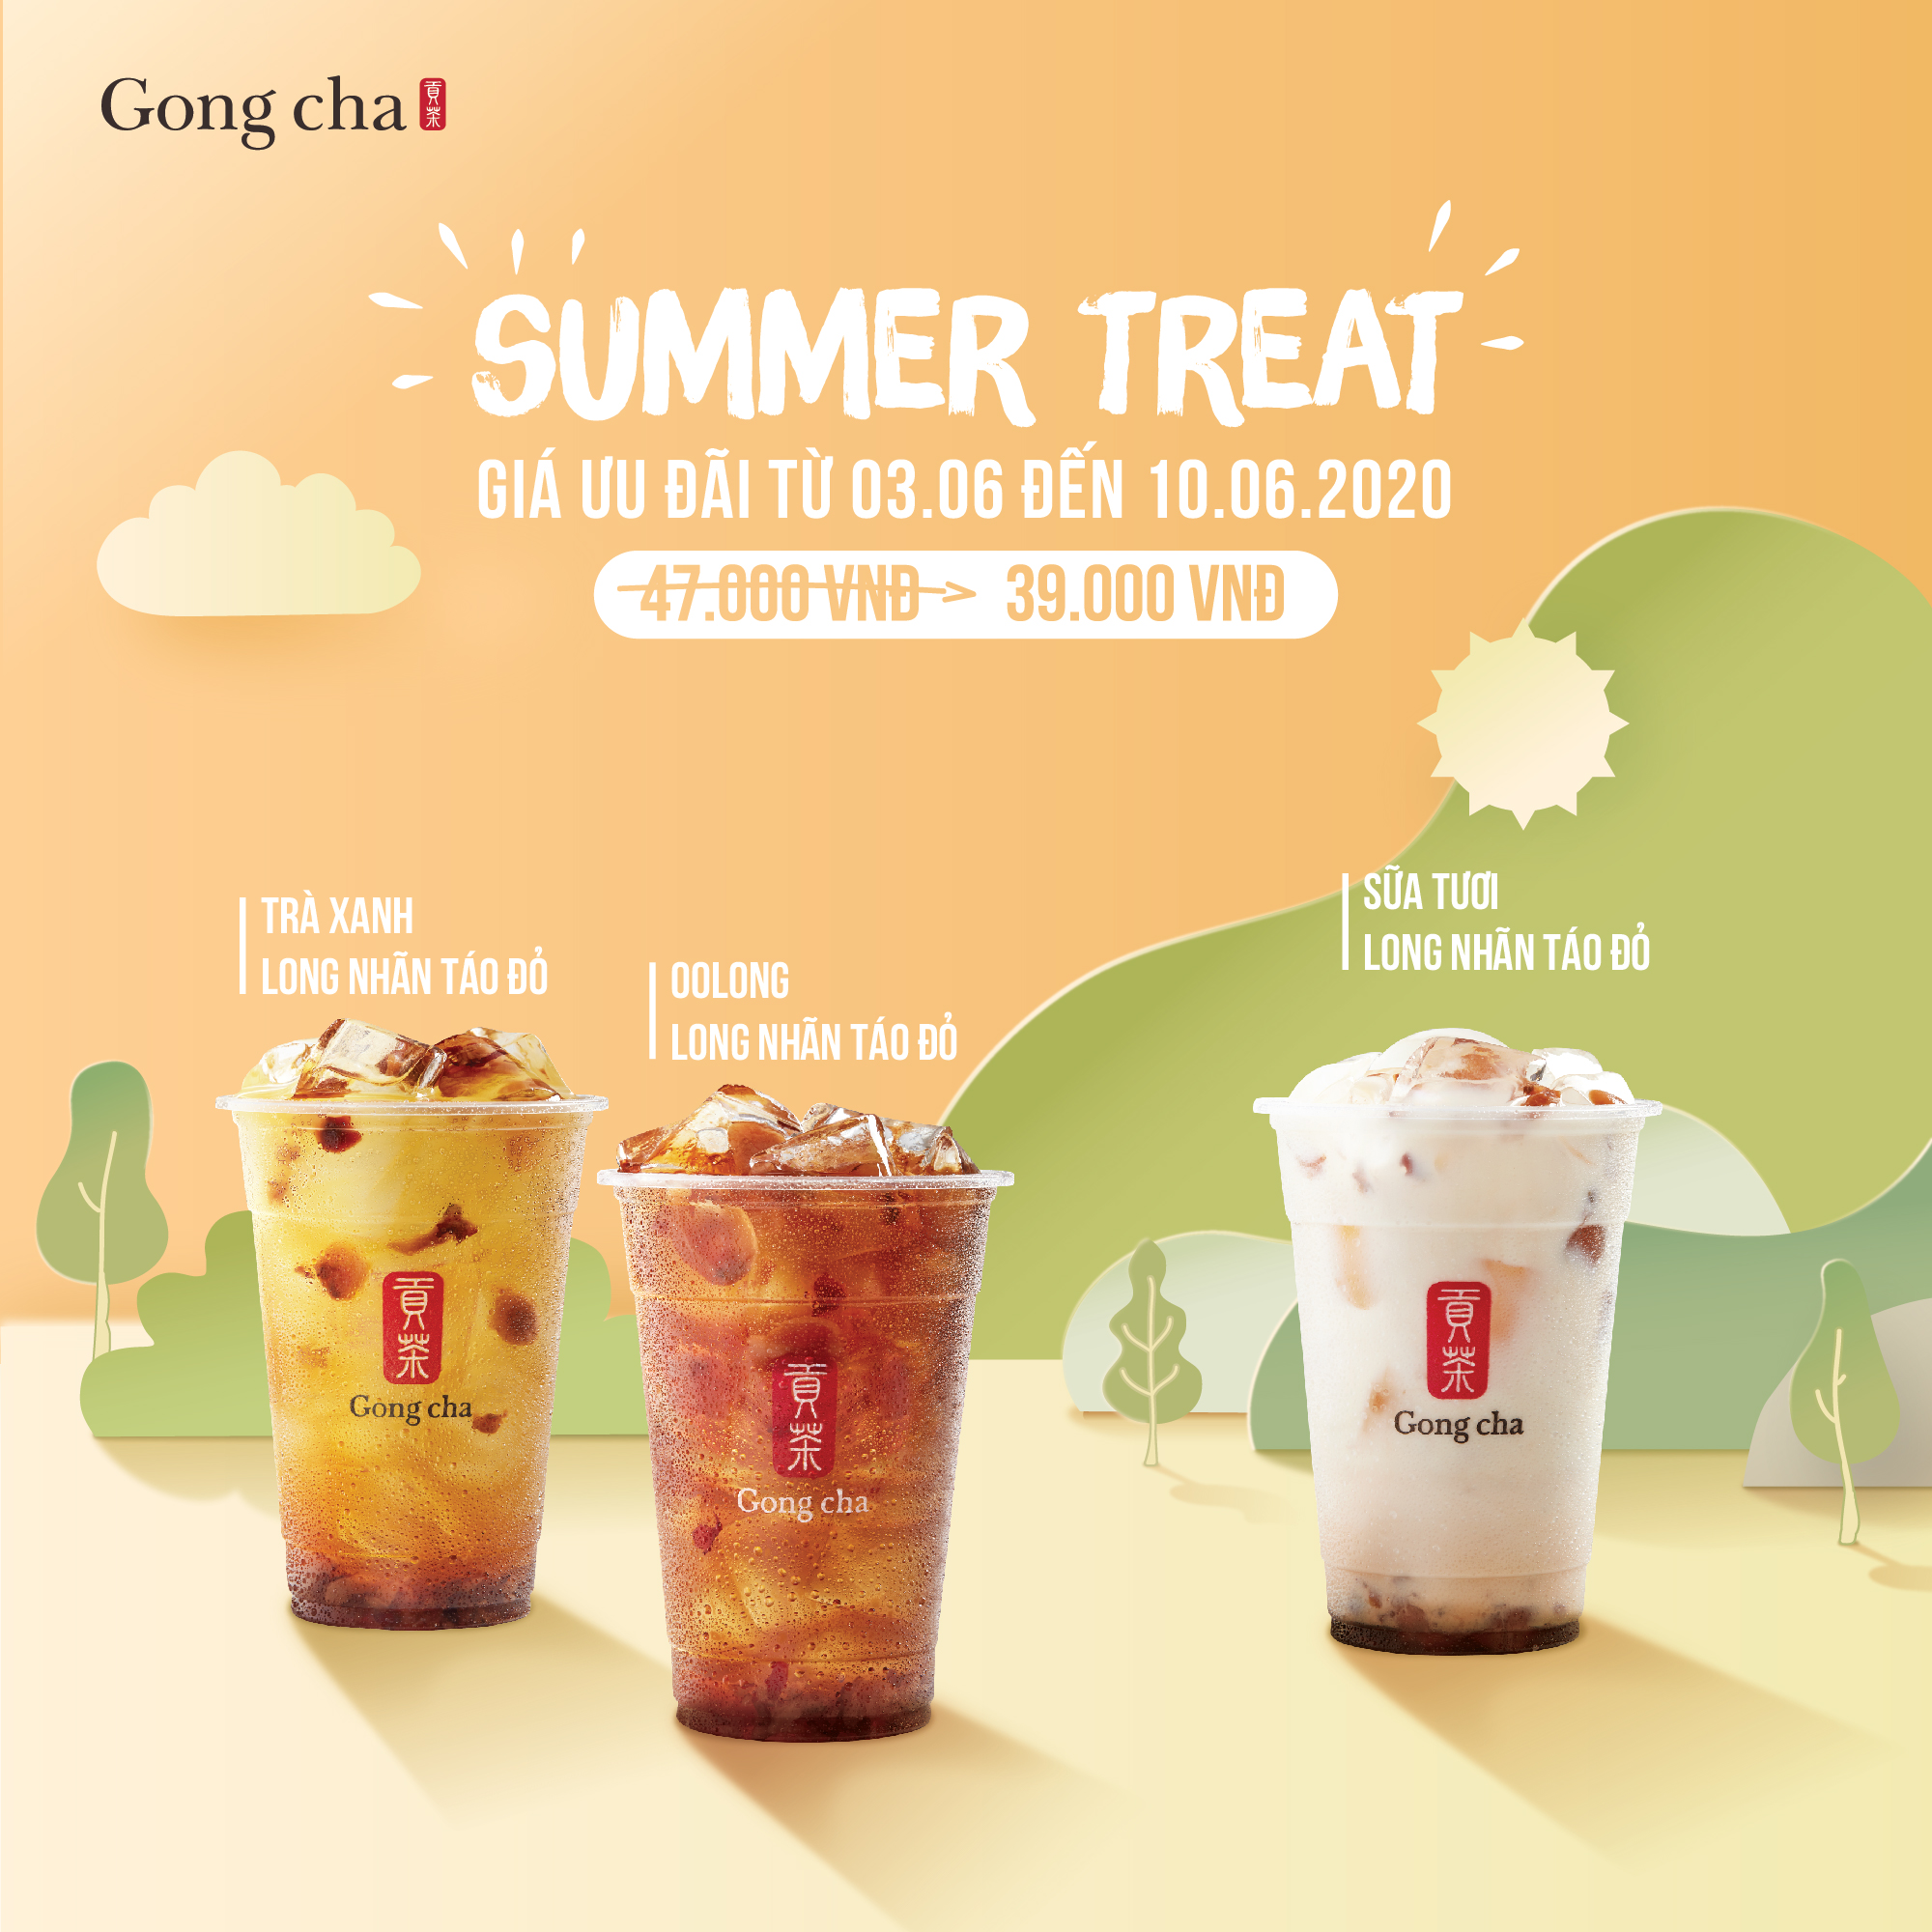 Gong cha 貢茶
SUMMER TREAT
GIÁ ƯU ĐÃI TỪ 03.06 ĐẾN 10.06.2020
47.000 VNĐ > 39.000 VNĐ
TRÀ XANH
LONG NHÃN TÁO ĐỎ
OOLONG
LONG NHÃN TÁO ĐỎ
SỮA TƯƠI
LONG NHÃN TÁO ĐỎ
貢茶
Gong cha
貢茶
Gong cha
貢茶
Gong cha